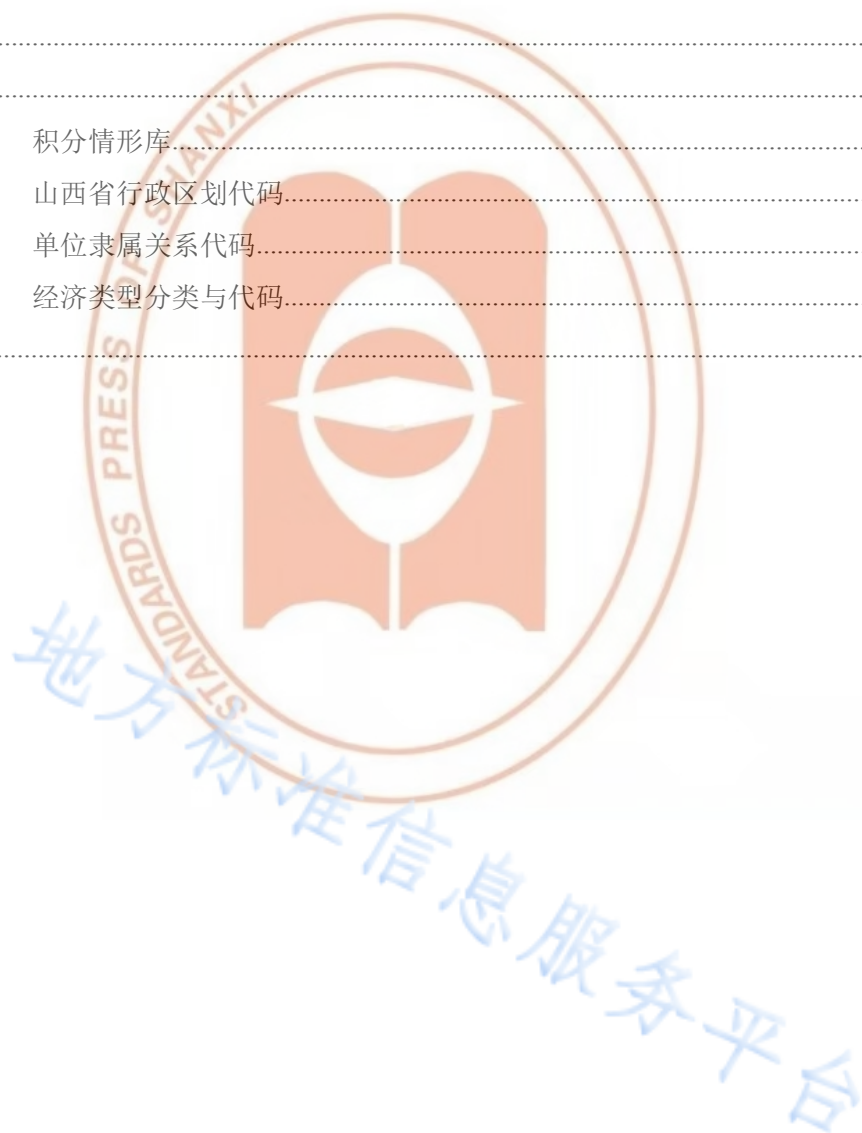 积分情形库
山西省行政区划代码
单位隶属关系代码
经济类型分类与代码
STANDARDS PRESS OF SHANXI
地方标准信息服务平台